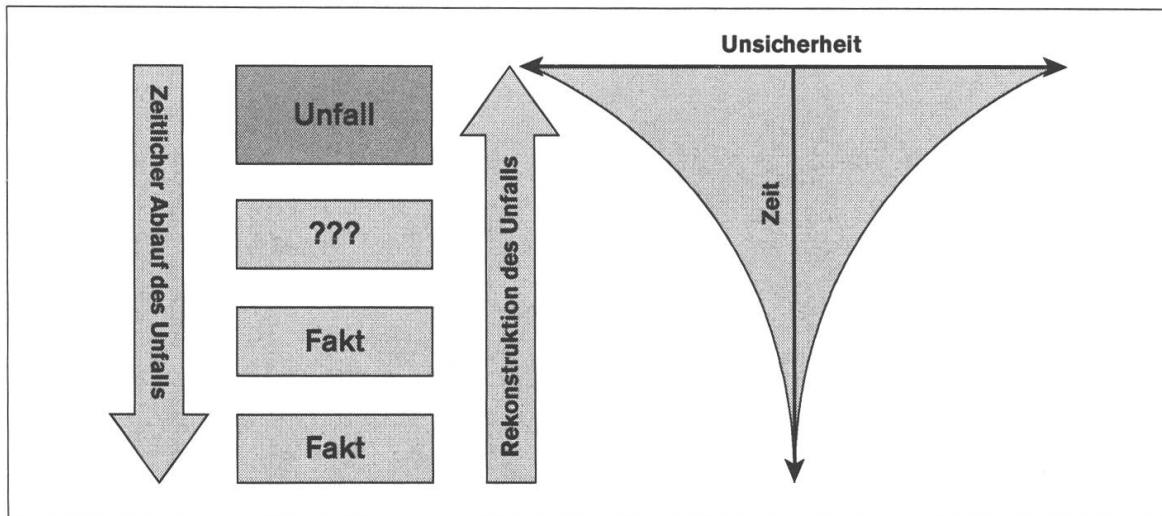 Unsicherheit
Zeitlicher Ablauf des Unfalls
Unfall
???
Fakt
Fakt
Rekonstruktion des Unfalls
Zeit